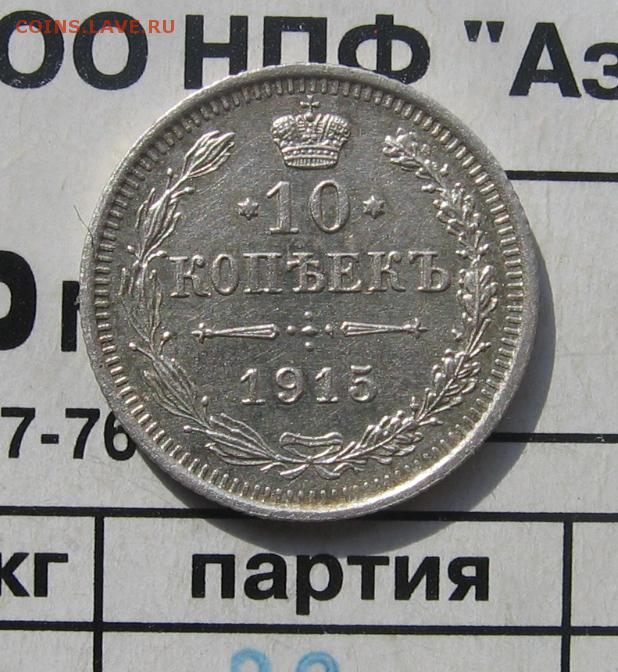 COINS.LAVE.RU
ОО НПФ "Аз
*10*
КОПѢЕКЪ
1915
7-76
кг партия